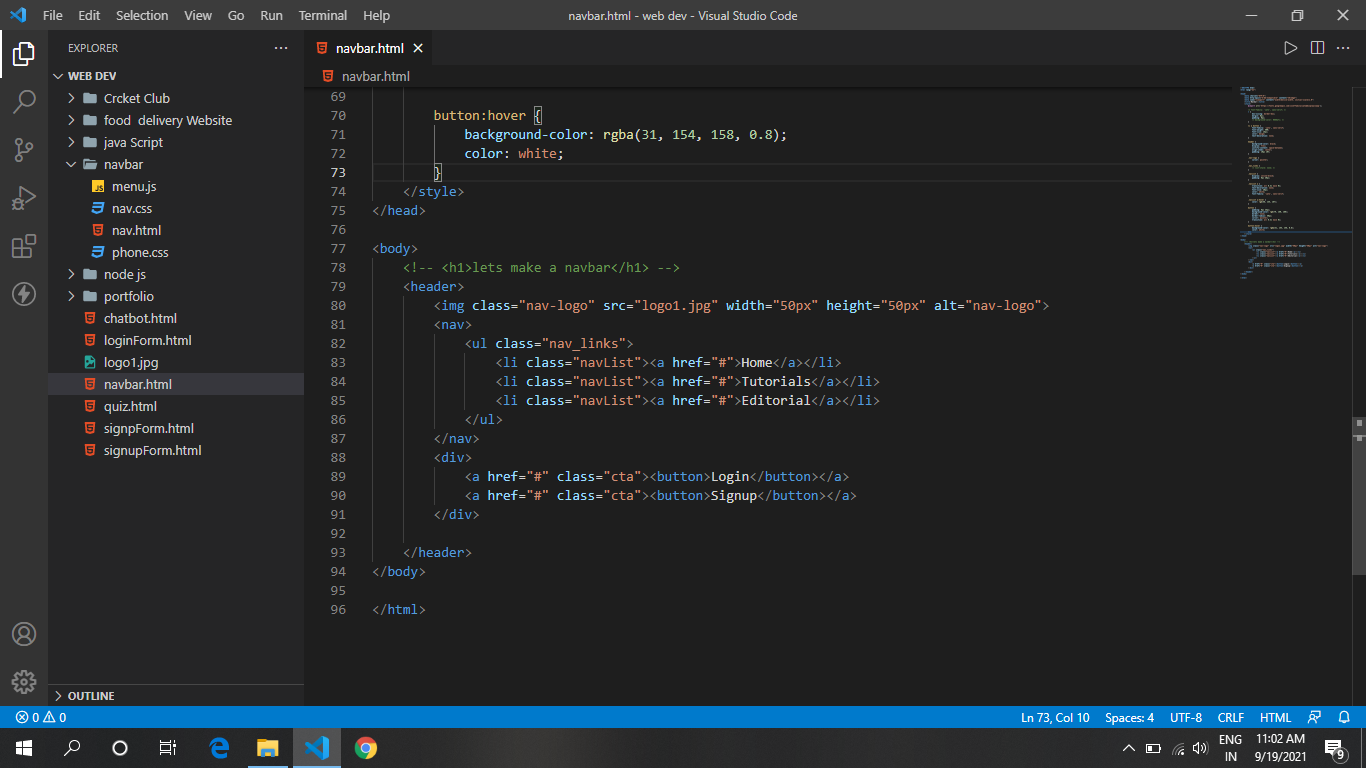 File Edit Selection View Go Run Terminal Help
navbar.html - web dev - Visual Studio Code
EXPLORER
WEB DEV
Crcket Club
food delivery Website
java Script
navbar
JS menu.js
nav.css
nav.html
phone.css
node js
portfolio
chatbot.html
loginForm.html
logo1.jpg
navbar.html
quiz.html
signpForm.html
signupForm.html
OUTLINE
navbar.html
navbar.html
69
70 button:hover {
71 background-color: rgba(31, 154, 158, 0.8);
72 color: white;
73 }
74 </style>
75 </head>
76
77 <body>
78 <!-- <h1>lets make a navbar</h1> -->
79 <header>
80 <img class="nav-logo" src="logo1.jpg" width="50px" height="50px" alt="nav-logo">
81 <nav>
82 <ul class="nav_links">
83 <li class="navList"><a href="#">Home</a></li>
84 <li class="navList"><a href="#">Tutorials</a></li>
85 <li class="navList"><a href="#">Editorial</a></li>
86 </ul>
87 </nav>
88 <div>
89 <a href="#" class="cta"><button>Login</button></a>
90 <a href="#" class="cta"><button>Signup</button></a>
91 </div>
92
93 </header>
94 </body>
95
96 </html>
0 0
Ln 73, Col 10 Spaces: 4 UTF-8 CRLF HTML
ENG
IN
11:02 AM
9/19/2021
9